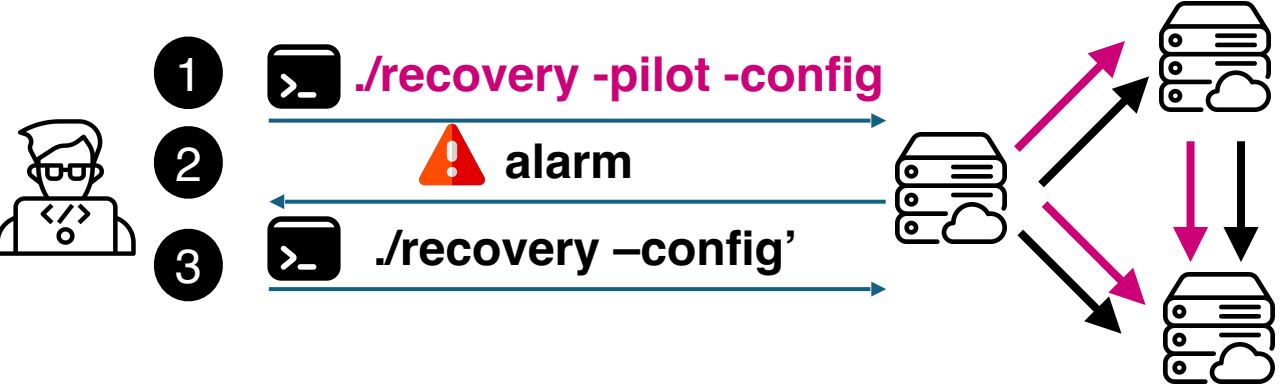 1
./recovery -pilot -config
2
alarm
3
./recovery –config’